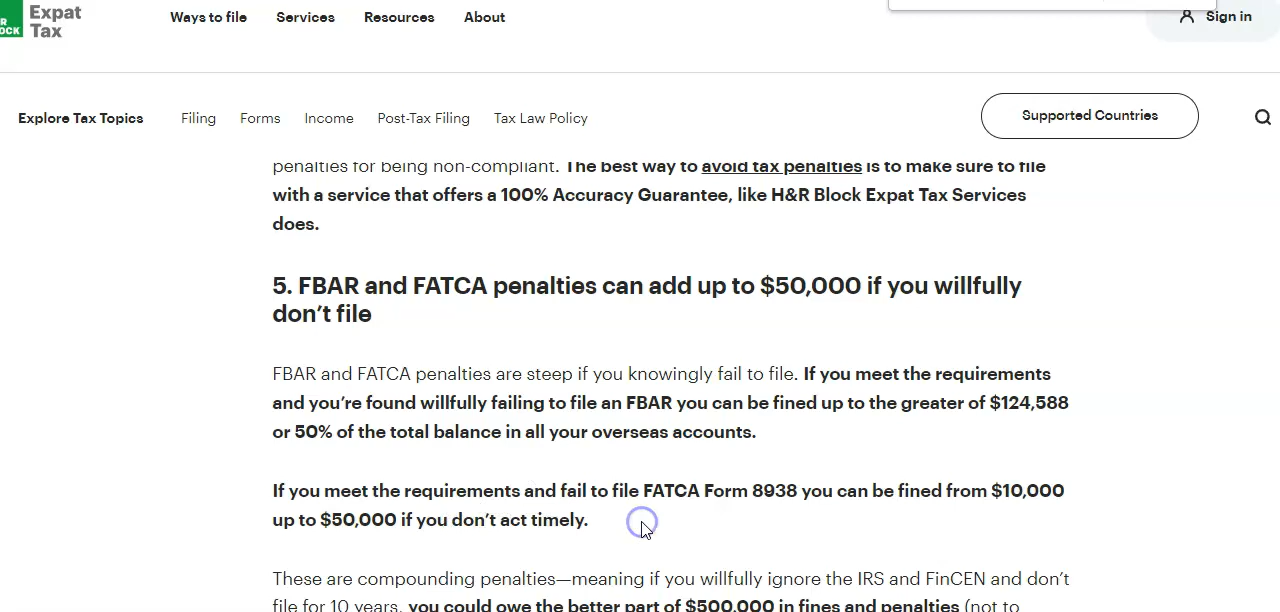 Expat
Tax
R
OCK
Ways to file
Services
Resources
About
Sign in
Explore Tax Topics
Filing
Forms
Income
Post-Tax Filing
Tax Law Policy
Supported Countries
penalties for being non-compliant. The best way to avoid tax penalties is to make sure to file
with a service that offers a 100% Accuracy Guarantee, like H&R Block Expat Tax Services
does.
5. FBAR and FATCA penalties can add up to $50,000 if you willfully
don’t file
FBAR and FATCA penalties are steep if you knowingly fail to file. If you meet the requirements
and you’re found willfully failing to file an FBAR you can be fined up to the greater of $124,588
or 50% of the total balance in all your overseas accounts.
If you meet the requirements and fail to file FATCA Form 8938 you can be fined from $10,000
up to $50,000 if you don’t act timely.
These are compounding penalties—meaning if you willfully ignore the IRS and FinCEN and don’t
file for 10 years, you could owe the better part of $500,000 in fines and penalties (not to